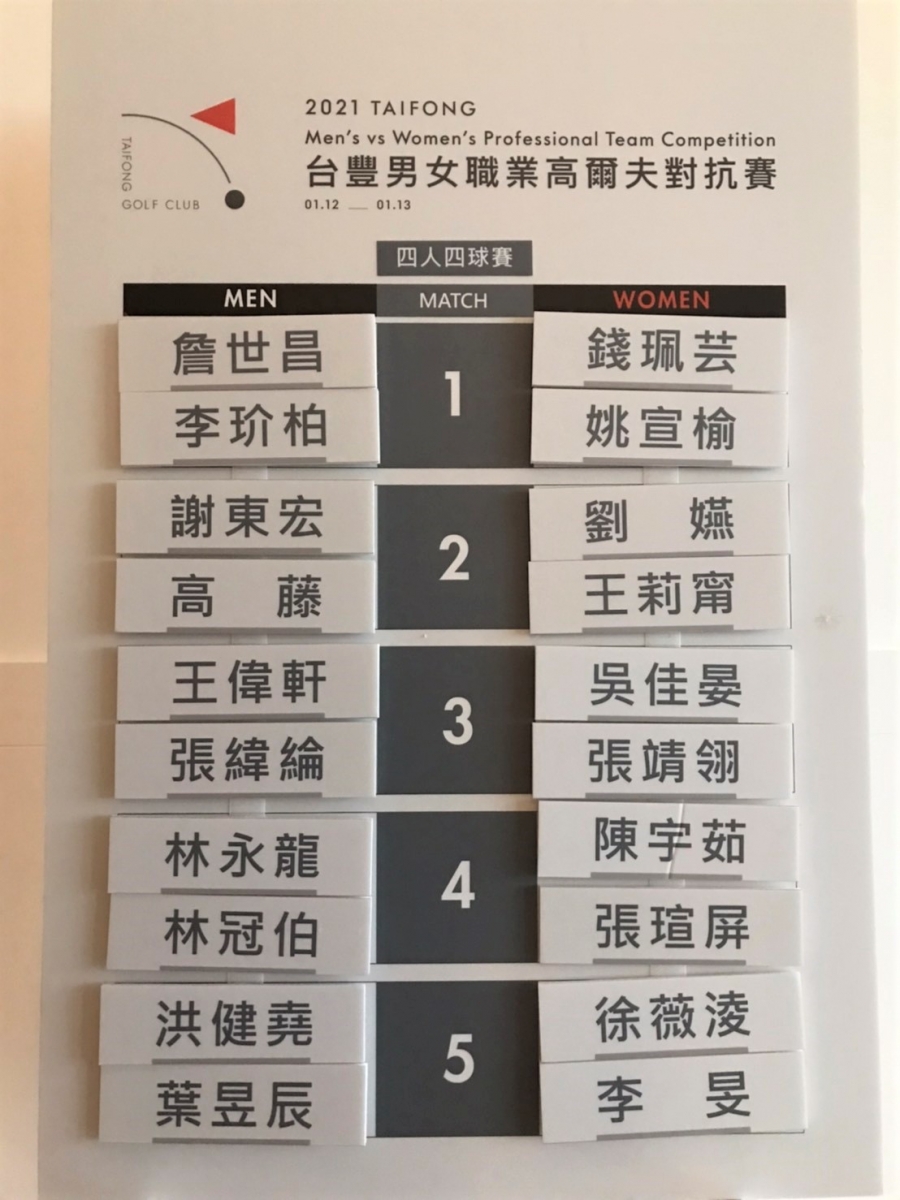 2021 TAIFONG
Men's vs Women's Professional Team Competition
台豐男女職業高爾夫對抗賽
01.12 — 01.13
TAIFONG
GOLF CLUB
四人四球賽
MEN MATCH WOMEN
詹世昌 錢珮芸
1
李玠柏 姚宣榆
謝東宏 劉 嬿
2
高 藤 王莉甯
王偉軒 吳佳晏
3
張緯綸 張靖翎
林永龍 陳宇茹
4
林冠伯 張瑄屏
洪健堯 徐薇淩
5
葉昱辰 李 旻